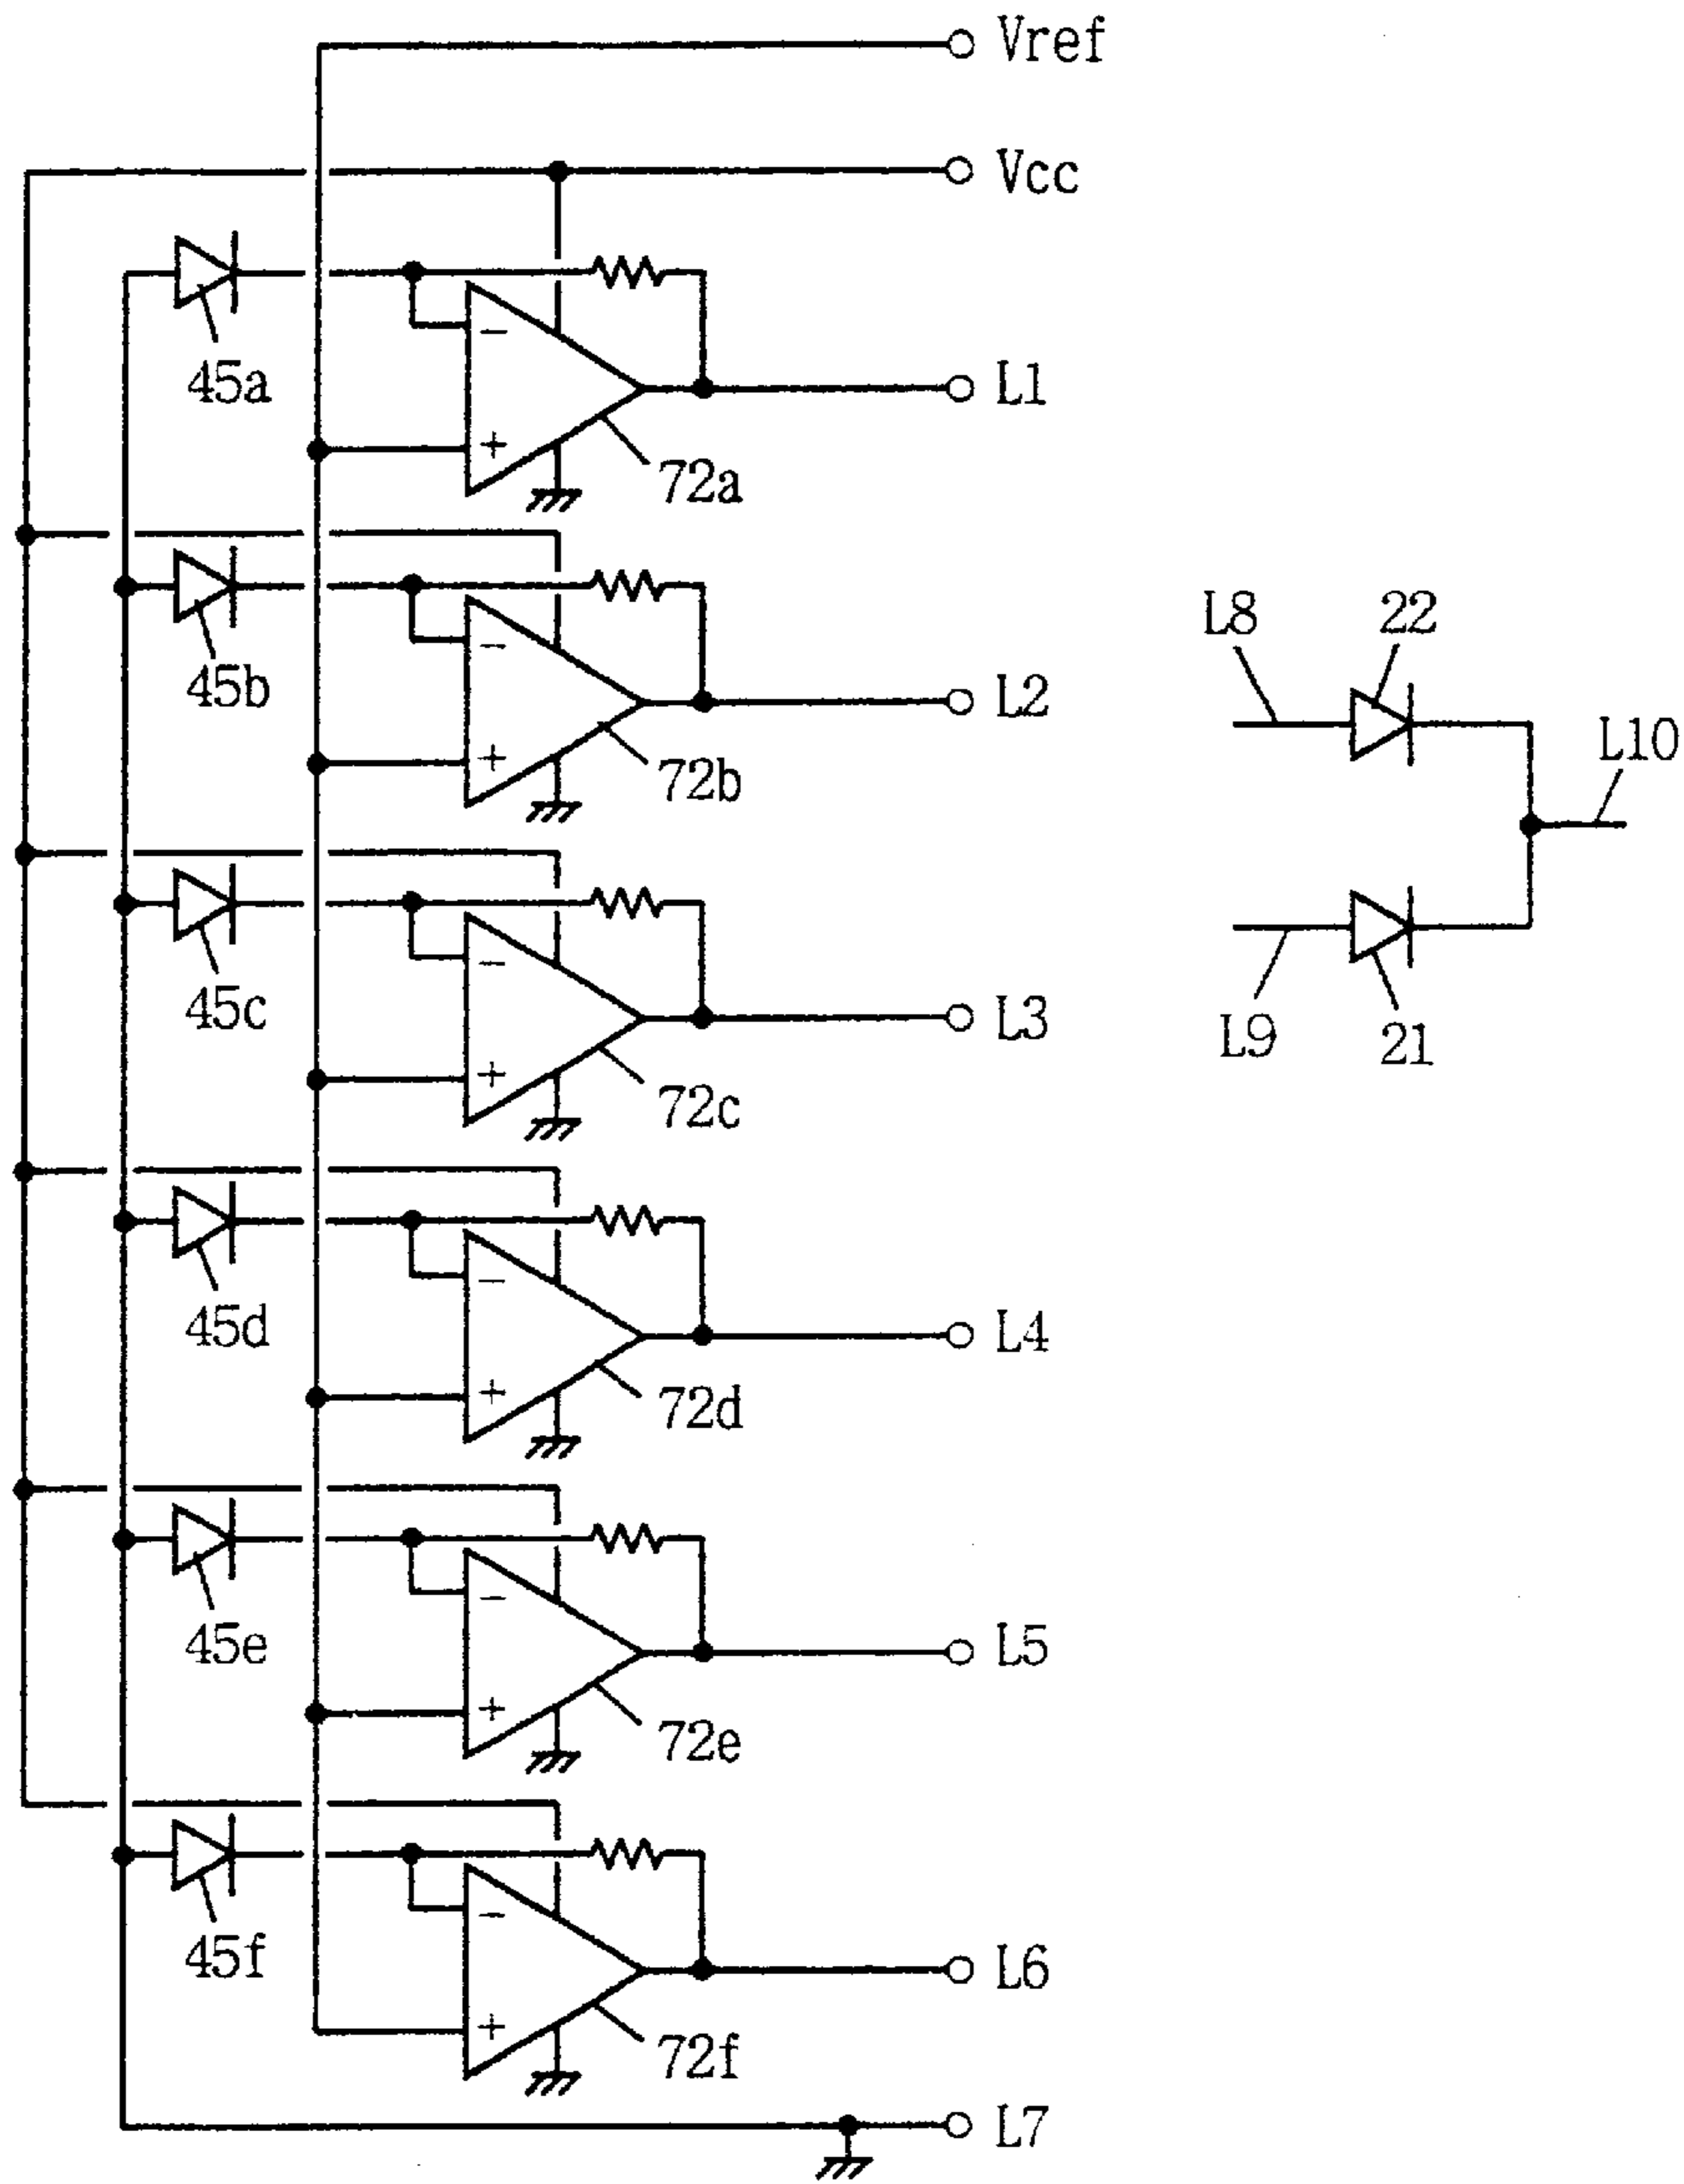 Vref
Vcc
45a
−
+
L1
72a
45b
−
+
L2
72b
45c
−
+
L3
72c
45d
−
+
L4
72d
45e
−
+
L5
72e
45f
−
+
L6
72f
L7
L8
22
L10
L9
21